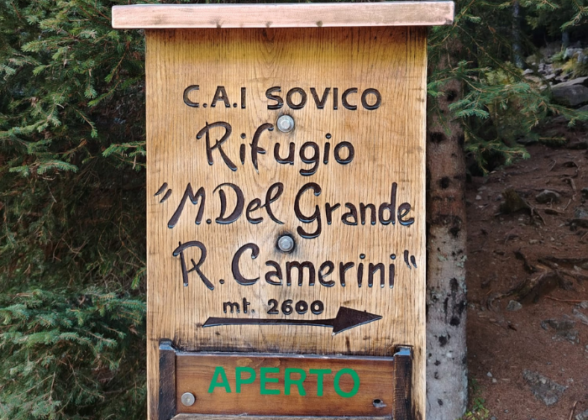 C.A.I SOVICO
Rifugio
"M.Del Grande
R. Camerini"
mt. 2600
APERTO